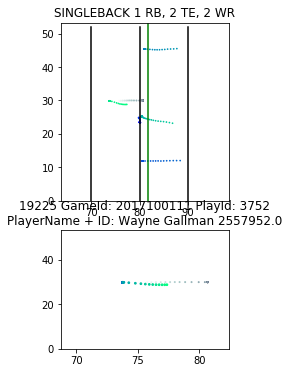 SINGLEBACK 1 RB, 2 TE, 2 WR
50
40
30
20
10
0
70 80 90
19225 GameId: 2017100111 PlayId: 3752
PlayerName + ID: Wayne Gallman 2557952.0
40
20
0
70 75 80